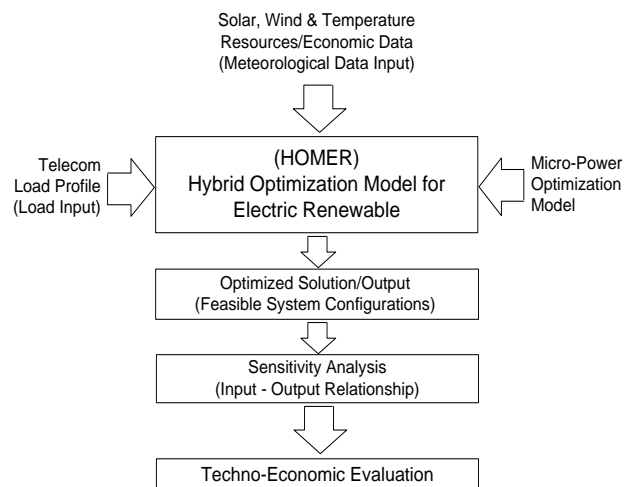 Solar, Wind & Temperature
Resources/Economic Data
(Meteorological Data Input)
Telecom
Load Profile
(Load Input)
(HOMER)
Hybrid Optimization Model for
Electric Renewable
Micro-Power
Optimization
Model
Optimized Solution/Output
(Feasible System Configurations)
Sensitivity Analysis
(Input - Output Relationship)
Techno-Economic Evaluation